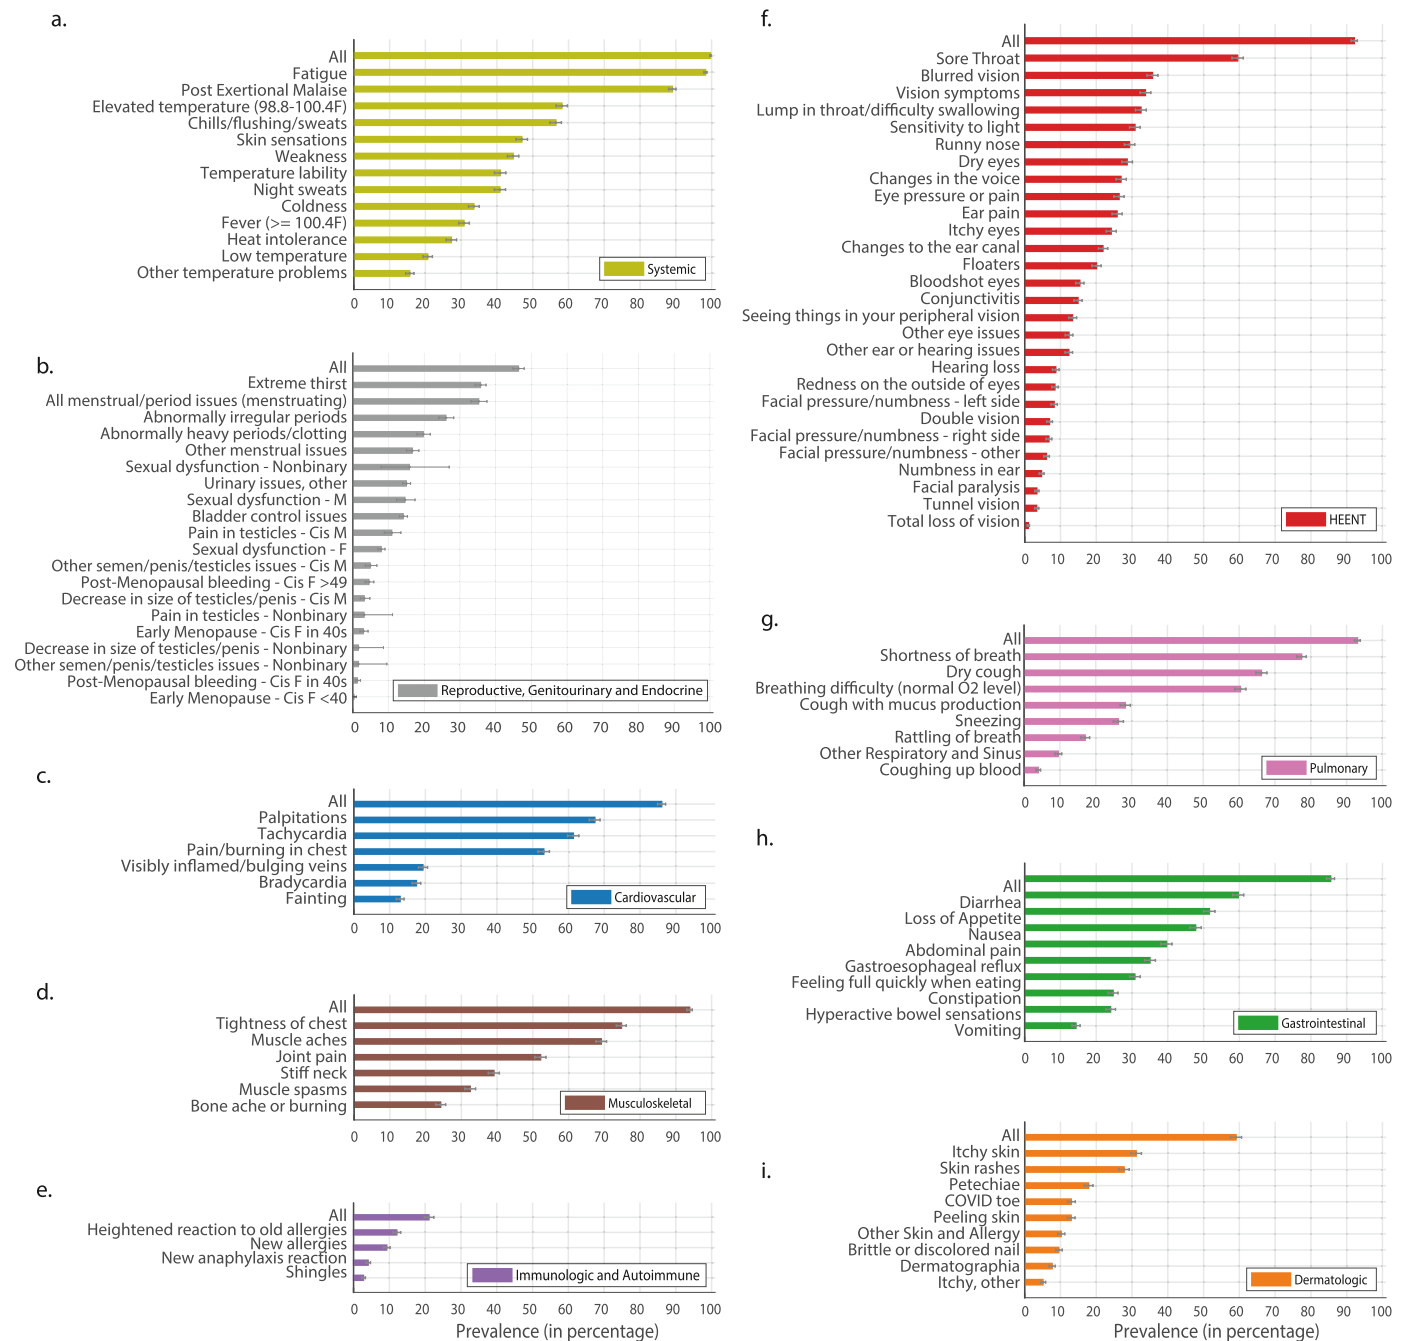 a.
All
Fatigue
Post Exertional Malaise
Elevated temperature (98.8-100.4F)
Chills/flushing/sweats
Skin sensations
Weakness
Temperature lability
Night sweats
Coldness
Fever (>= 100.4F)
Heat intolerance
Low temperature
Other temperature problems
Systemic
0 10 20 30 40 50 60 70 80 90 100
b.
All
Extreme thirst
All menstrual/period issues (menstruating)
Abnormally irregular periods
Abnormally heavy periods/clotting
Other menstrual issues
Sexual dysfunction - Nonbinary
Urinary issues, other
Sexual dysfunction - M
Bladder control issues
Pain in testicles - Cis M
Sexual dysfunction - F
Other semen/penis/testicles issues - Cis M
Post-Menopausal bleeding - Cis F >49
Decrease in size of testicles/penis - Cis M
Pain in testicles - Nonbinary
Early Menopause - Cis F in 40s
Decrease in size of testicles/penis - Nonbinary
Other semen/penis/testicles issues - Nonbinary
Post-Menopausal bleeding - Cis F in 40s
Early Menopause - Cis F <40
Reproductive, Genitourinary and Endocrine
0 10 20 30 40 50 60 70 80 90 100
c.
All
Palpitations
Tachycardia
Pain/burning in chest
Visibly inflamed/bulging veins
Bradycardia
Fainting
Cardiovascular
0 10 20 30 40 50 60 70 80 90 100
d.
All
Tightness of chest
Muscle aches
Joint pain
Stiff neck
Muscle spasms
Bone ache or burning
Musculoskeletal
0 10 20 30 40 50 60 70 80 90 100
e.
All
Heightened reaction to old allergies
New allergies
New anaphylaxis reaction
Shingles
Immunologic and Autoimmune
0 10 20 30 40 50 60 70 80 90 100
Prevalence (in percentage)
f.
All
Sore Throat
Blurred vision
Vision symptoms
Lump in throat/difficulty swallowing
Sensitivity to light
Runny nose
Dry eyes
Changes in the voice
Eye pressure or pain
Ear pain
Itchy eyes
Changes to the ear canal
Floaters
Bloodshot eyes
Conjunctivitis
Seeing things in your peripheral vision
Other eye issues
Other ear or hearing issues
Hearing loss
Redness on the outside of eyes
Facial pressure/numbness - left side
Double vision
Facial pressure/numbness - right side
Facial pressure/numbness - other
Numbness in ear
Facial paralysis
Tunnel vision
Total loss of vision
HEENT
0 10 20 30 40 50 60 70 80 90 100
g.
All
Shortness of breath
Dry cough
Breathing difficulty (normal O2 level)
Cough with mucus production
Sneezing
Rattling of breath
Other Respiratory and Sinus
Coughing up blood
Pulmonary
0 10 20 30 40 50 60 70 80 90 100
h.
All
Diarrhea
Loss of Appetite
Nausea
Abdominal pain
Gastroesophageal reflux
Feeling full quickly when eating
Constipation
Hyperactive bowel sensations
Vomiting
Gastrointestinal
0 10 20 30 40 50 60 70 80 90 100
i.
All
Itchy skin
Skin rashes
Petechiae
COVID toe
Peeling skin
Other Skin and Allergy
Brittle or discolored nail
Dermatographia
Itchy, other
Dermatologic
0 10 20 30 40 50 60 70 80 90 100
Prevalence (in percentage)